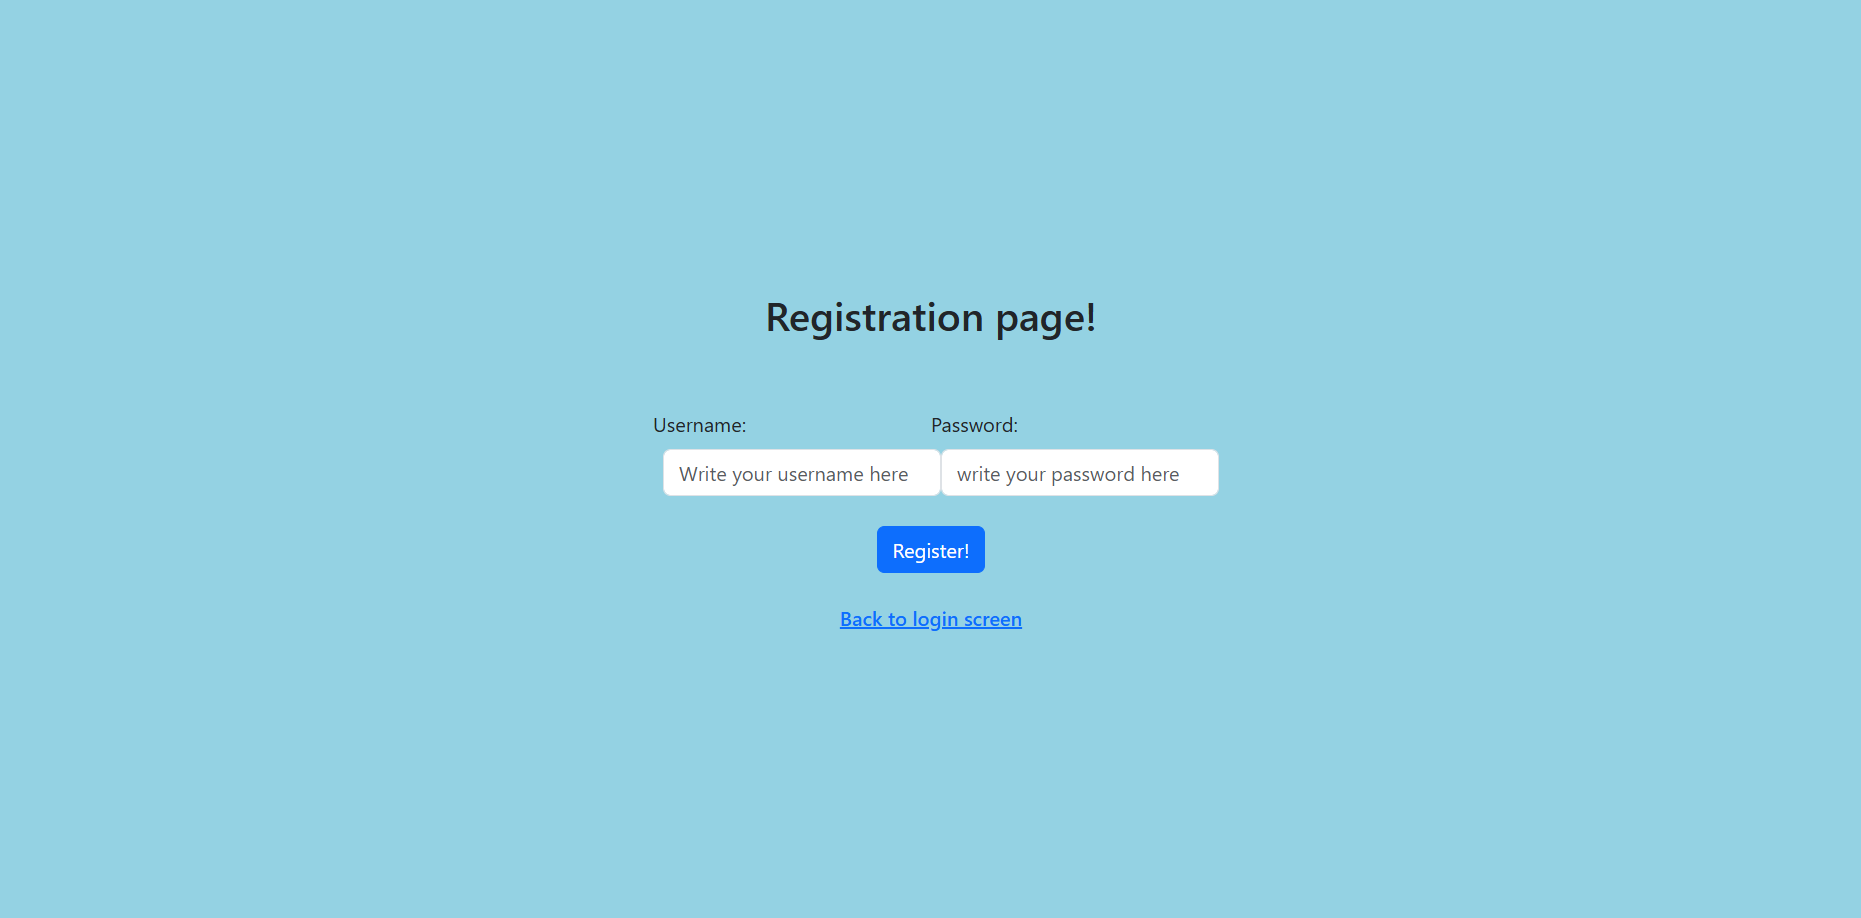 Registration page!
Username: Password:
Write your username here write your password here
Register!
Back to login screen